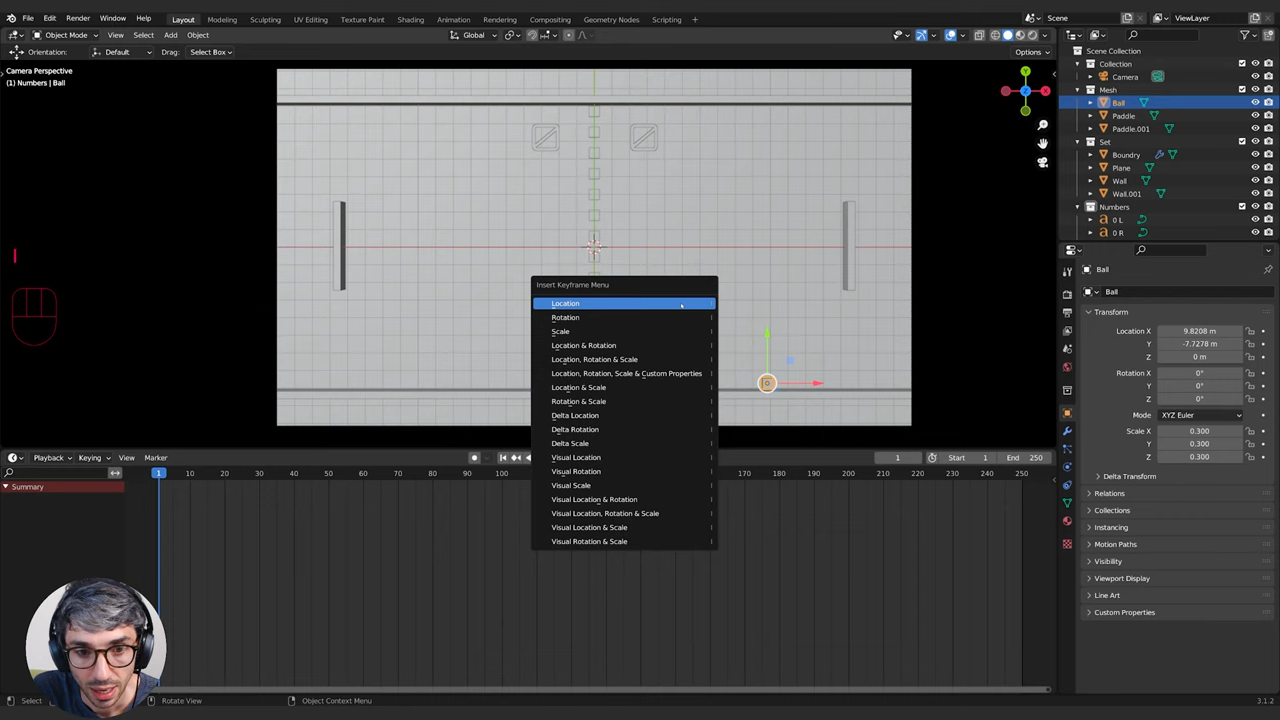 File Edit Render Window Help Layout Modeling Sculpting UV Editing Texture Paint Shading Animation Rendering Compositing Geometry Nodes Scripting + Scene ViewLayer
Object Mode View Select Add Object Global Options
Orientation: Default Drag: Select Box
Camera Perspective
(1) Numbers | Ball
X
Y
Z
Scene Collection
Collection
Camera
Mesh
Ball
Paddle
Paddle.001
Set
Boundry
Plane
Wall
Wall.001
Numbers
0 L
0 R
Insert Keyframe Menu
Location I
Rotation I
Scale I
Location & Rotation I
Location, Rotation & Scale I
Location, Rotation, Scale & Custom Properties I
Location & Scale I
Rotation & Scale I
Delta Location I
Delta Rotation I
Delta Scale I
Visual Location I
Visual Rotation I
Visual Scale I
Visual Location & Rotation I
Visual Location, Rotation & Scale I
Visual Location & Scale I
Visual Rotation & Scale I
I
Ball
Ball
Transform
Location X 9.8208 m
Y -7.7278 m
Z 0 m
Rotation X 0°
Y 0°
Z 0°
Mode XYZ Euler
Scale X 0.300
Y 0.300
Z 0.300
Delta Transform
Relations
Collections
Instancing
Motion Paths
Visibility
Viewport Display
Line Art
Custom Properties
Playback Keying View Marker 1 Start 1 End 250
1 10 20 30 40 50 60 70 80 90 100 170 180 190 200 210 220 230 240 250
Summary
Select Rotate View Object Context Menu 3.1.2